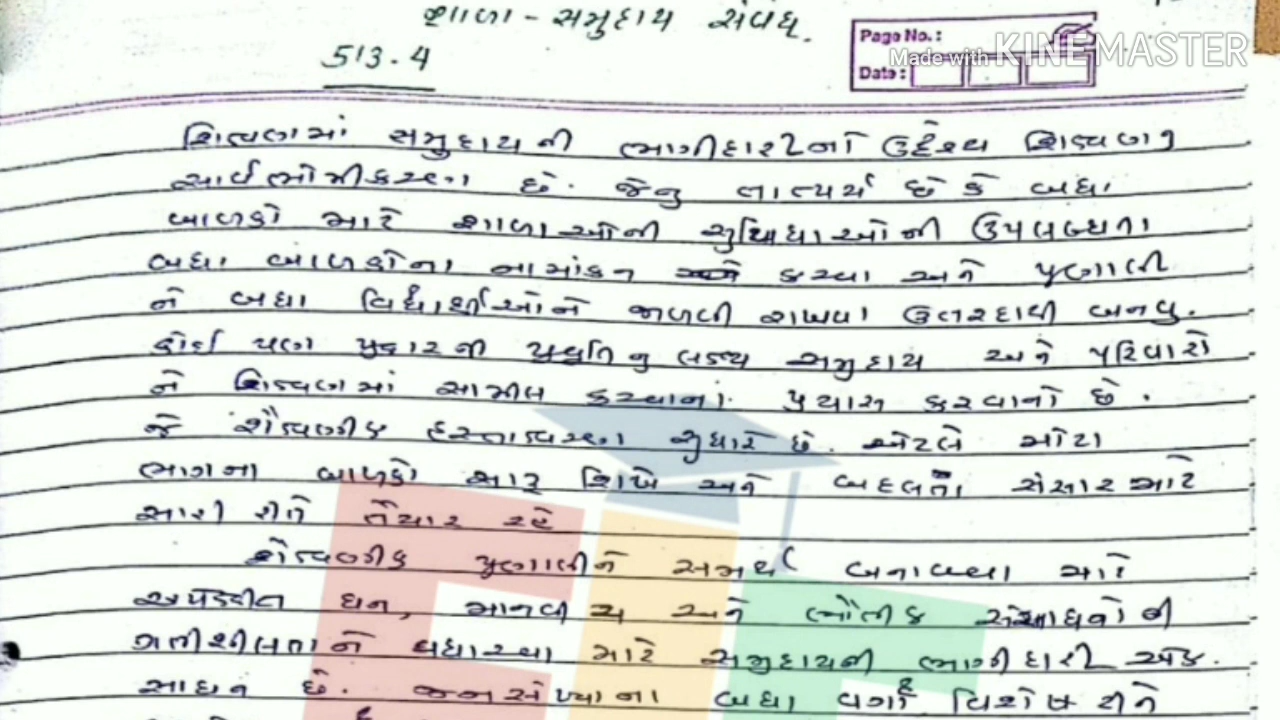 શાળા - સમુદાય સંબંધ.
Page No. :
Made with KINEMASTER
513.4
Date :
શિક્ષણમાં સમુદાયની ભાગીદારીનો ઉદ્દેશ્ય શિક્ષણનુ
સાર્વભૌમીકરણ છે. જેનુ તાત્પર્ય છે કે બધા
બાળકો માટે શાળાઓની સુવિધાઓની ઉપલબ્ધતા
બધા બાળકોના નામાંકન કરવા અને પ્રણાલી
ને બધા વિદ્યાર્થીઓને જાળવી રાખવા ઉત્તરદાયી બનવુ.
કોઈ પણ પ્રકારની પ્રવૃતિનુ લક્ષ્ય સમુદાય અને પરિવારો
ને શિક્ષણમાં સામીલ કરવાના પ્રયાસ કરવાનો છે.
જે શૈક્ષણીક હસ્તાક્ષરણ સુધારે છે. એટલે મોટા
ભાગના બાળકો સારૂ શિખે અને બદલતા સંસાર માટે
સારી રીતે તૈયાર રહે
શૈક્ષણીક પ્રણાલીને સમર્થ બનાવવા માટે
અપેક્ષીત ધન, માનવીય અને ભૌતીક સંસાધનોની
ગતીશીલતાને વધારવા માટે સમુદાયની ભાગીદારી એક
સાધન છે. જનસંખ્યાના બધા વર્ગો વિશેષ રીતે